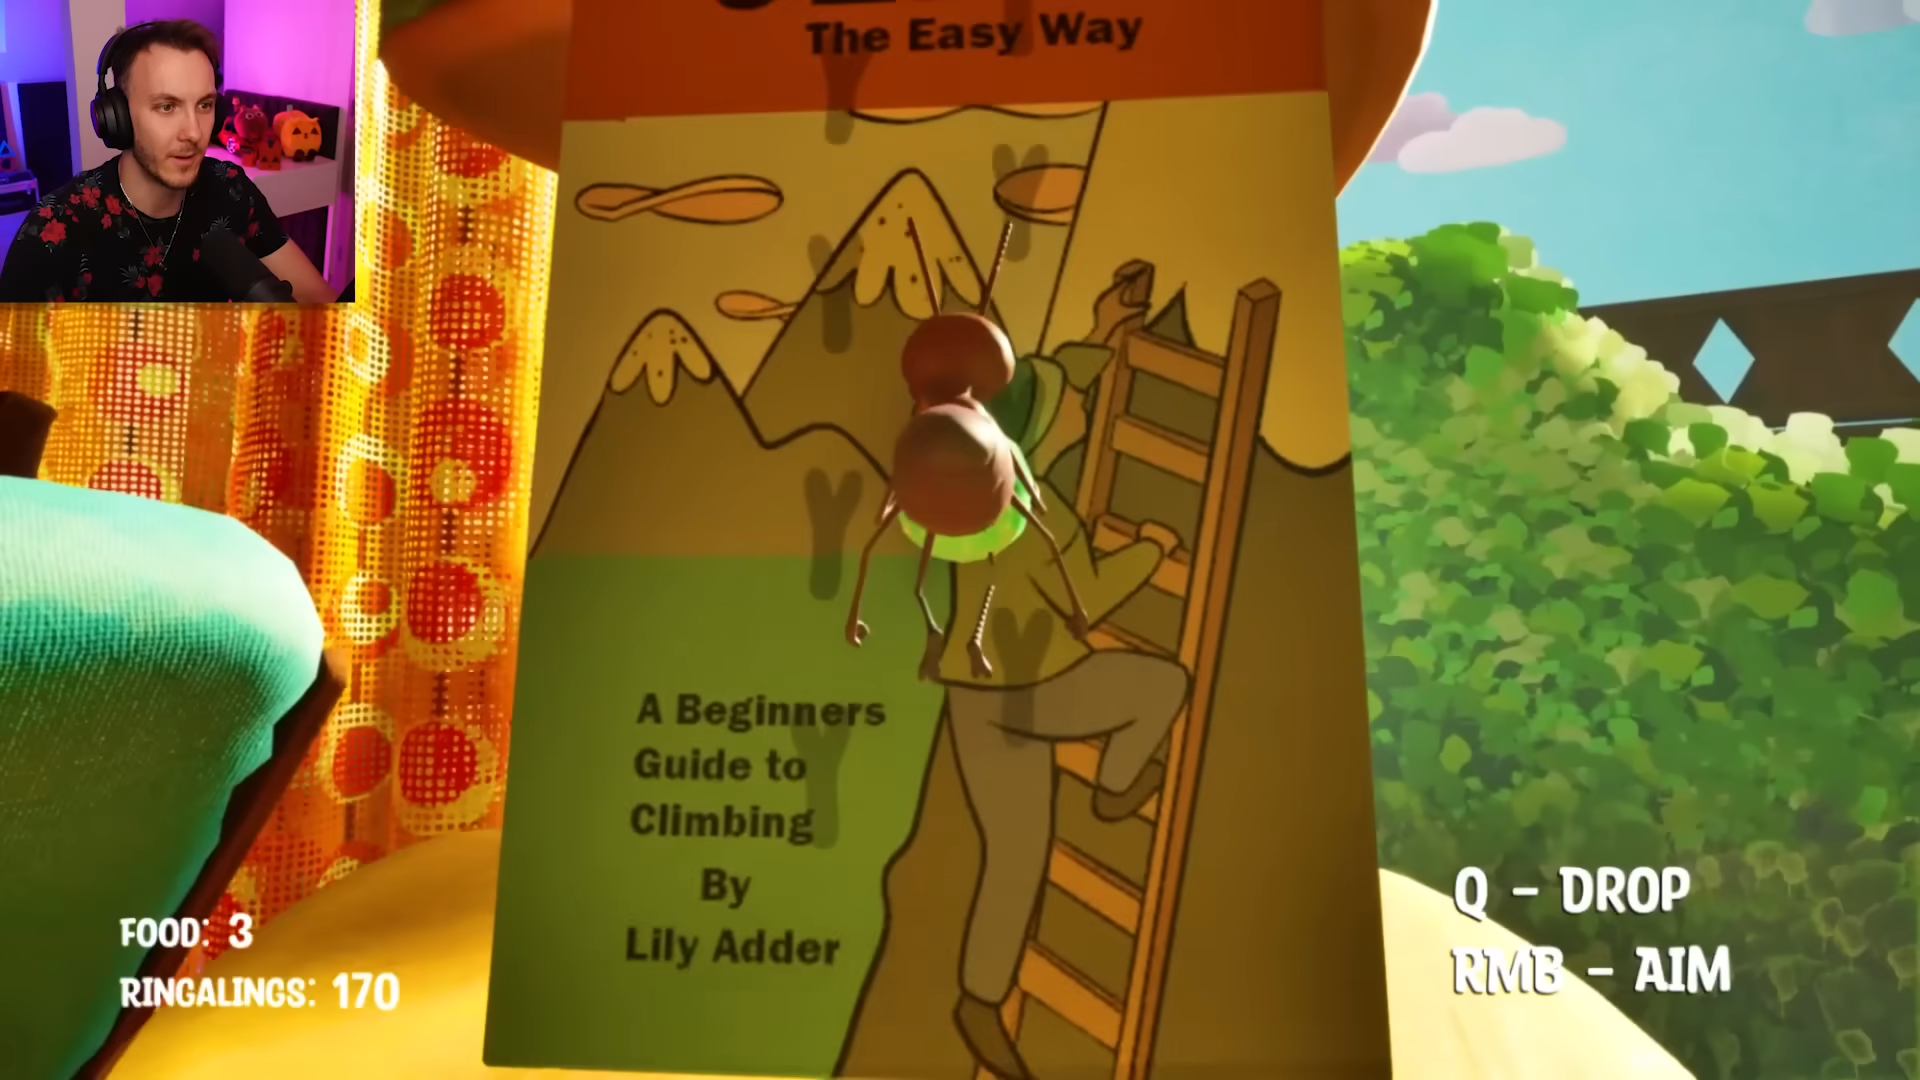 The Easy Way
A Beginners
Guide to
Climbing
By
Lily Adder
FOOD: 3
RINGALINGS: 170
Q - DROP
RMB - AIM